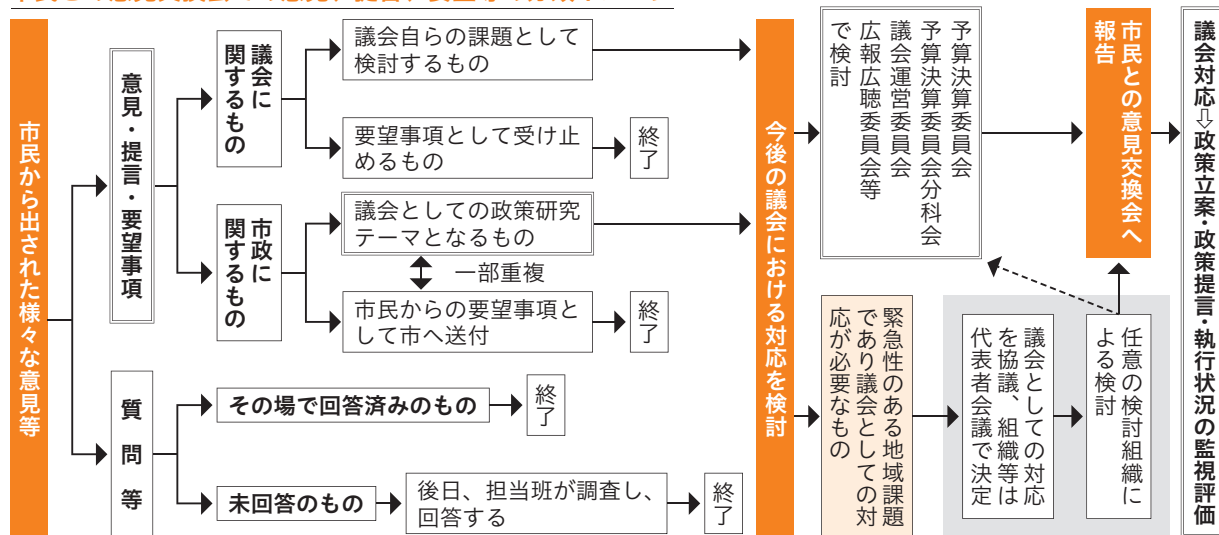 市民から出された様々な意見等
意見・提言・要望事項
議会に
関するもの
議会自らの課題として
検討するもの
要望事項として受け止
めるもの
終了
市政に
関するもの
議会としての政策研究
テーマとなるもの
一部重複
市民からの要望事項と
して市へ送付
終了
質問等
その場で回答済みのもの
終了
未回答のもの
後日、担当班が調査し、
回答する
終了
今後の議会における対応を検討
予算決算委員会
予算決算委員会分科会
議会運営委員会
広報広聴委員会等
で検討
緊急性のある地域課題
であり議会としての対
応が必要なもの
議会としての対応
を協議、組織等は
代表者会議で決定
任意の検討組織に
よる検討
市民との意見交換会へ
報告
議会対応⇨政策立案・政策提言・執行状況の監視評価